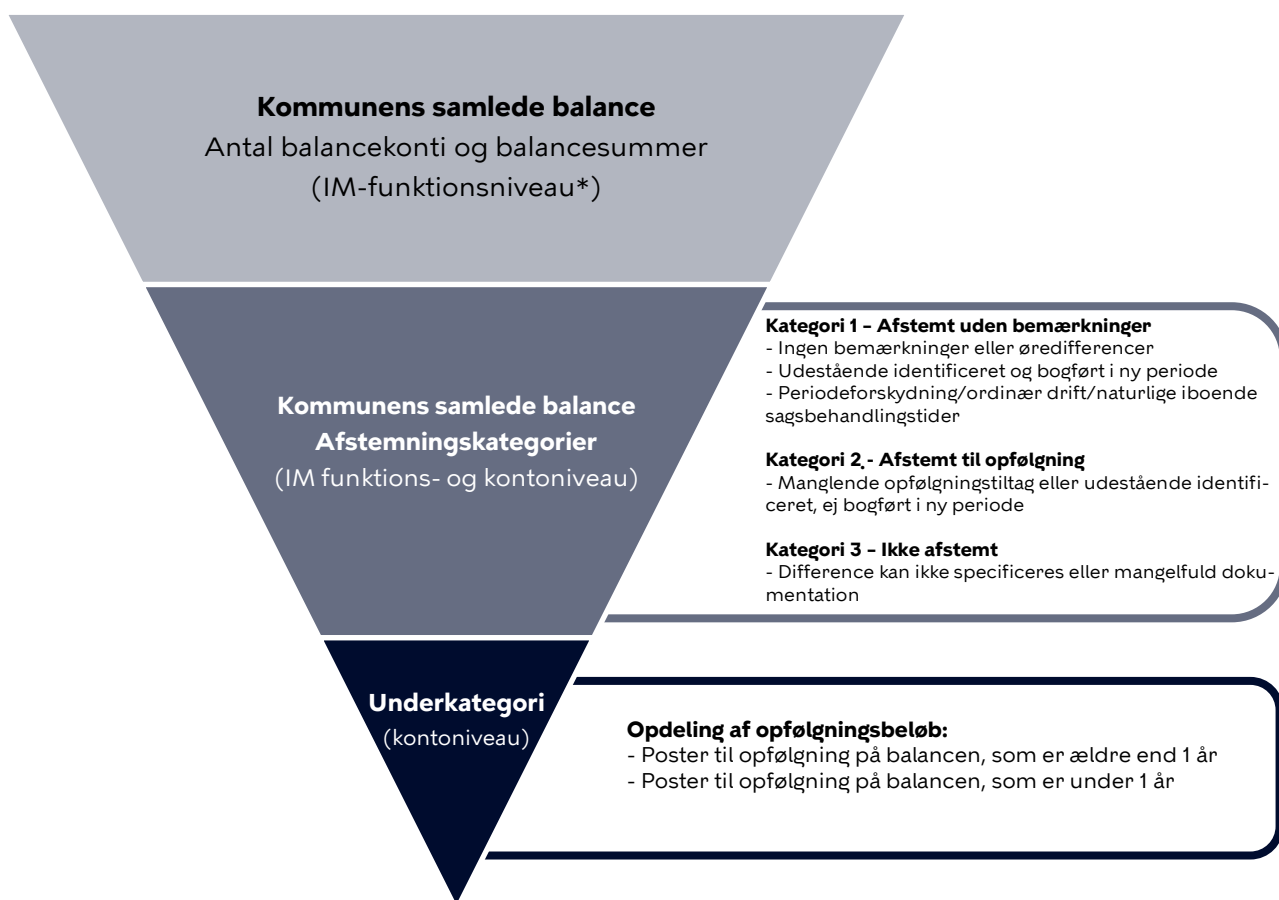 Kommunens samlede balance
Antal balancekonti og balancesummer
(IM-funktionsniveau*)
Kommunens samlede balance
Afstemningskategorier
(IM funktions- og kontoniveau)
Kategori 1 – Afstemt uden bemærkninger
- Ingen bemærkninger eller øredifferencer
- Udestående identificeret og bogført i ny periode
- Periodeforskydning/ordinær drift/naturlige iboende
sagsbehandlingstider
Kategori 2 - Afstemt til opfølgning
- Manglende opfølgningstiltag eller udestående identifi-
ceret, ej bogført i ny periode
Kategori 3 – Ikke afstemt
- Difference kan ikke specificeres eller mangelfuld doku-
mentation
Underkategori
(kontoniveau)
Opdeling af opfølgningsbeløb:
- Poster til opfølgning på balancen, som er ældre end 1 år
- Poster til opfølgning på balancen, som er under 1 år